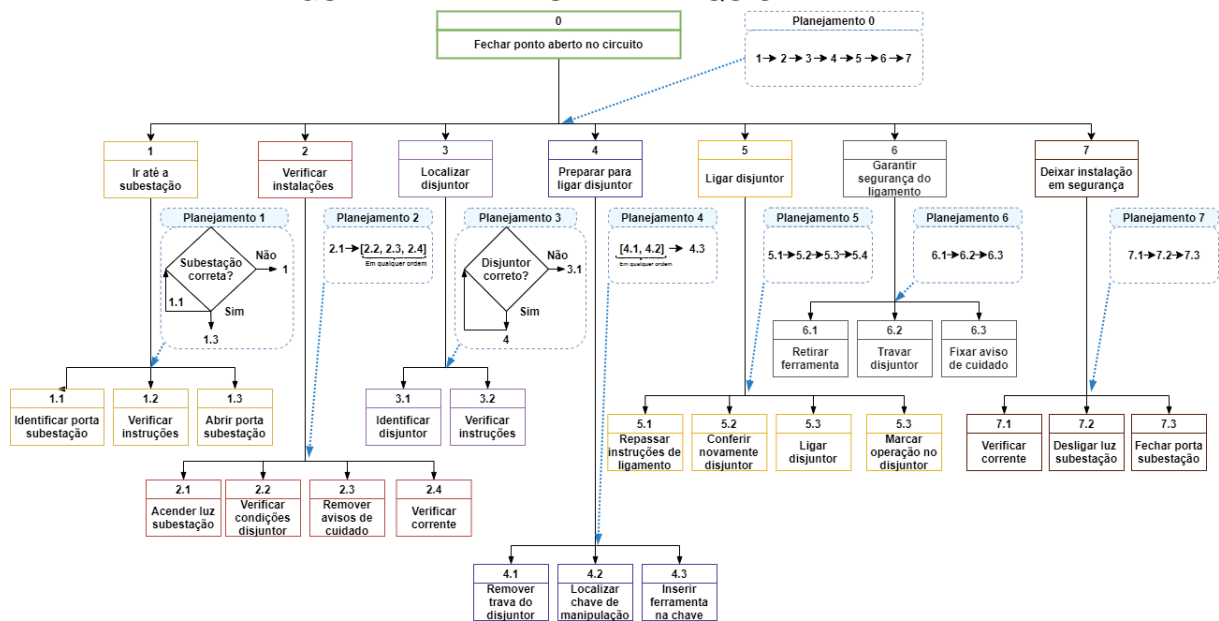 0
Fechar ponto aberto no circuito
Planejamento 0
1 2 3 4 5 6 7
1
Ir até a
subestação
2
Verificar
instalações
3
Localizar
disjuntor
4
Preparar para
ligar disjuntor
5
Ligar disjuntor
6
Garantir
segurança do
ligamento
7
Deixar instalação
em segurança
Planejamento 1
Subestação
correta?
Não
1
1.1
Sim
1.3
Planejamento 2
2.1 [2.2, 2.3, 2.4]
Em qualquer ordem
Planejamento 3
Disjuntor
correto?
Não
3.1
Sim
4
Planejamento 4
[4.1, 4.2] 4.3
Em qualquer ordem
Planejamento 5
5.1 5.2 5.3 5.4
Planejamento 6
6.1 6.2 6.3
Planejamento 7
7.1 7.2 7.3
6.1
Retirar
ferramenta
6.2
Travar
disjuntor
6.3
Fixar aviso
de cuidado
1.1
Identificar porta
subestação
1.2
Verificar
instruções
1.3
Abrir porta
subestação
3.1
Identificar
disjuntor
3.2
Verificar
instruções
5.1
Repassar
instruções de
ligamento
5.2
Conferir
novamente
disjuntor
5.3
Ligar
disjuntor
5.3
Marcar
operação no
disjuntor
7.1
Verificar
corrente
7.2
Desligar luz
subestação
7.3
Fechar porta
subestação
2.1
Acender luz
subestação
2.2
Verificar
condições
disjuntor
2.3
Remover
avisos de
cuidado
2.4
Verificar
corrente
4.1
Remover
trava do
disjuntor
4.2
Localizar
chave de
manipulação
4.3
Inserir
ferramenta
na chave